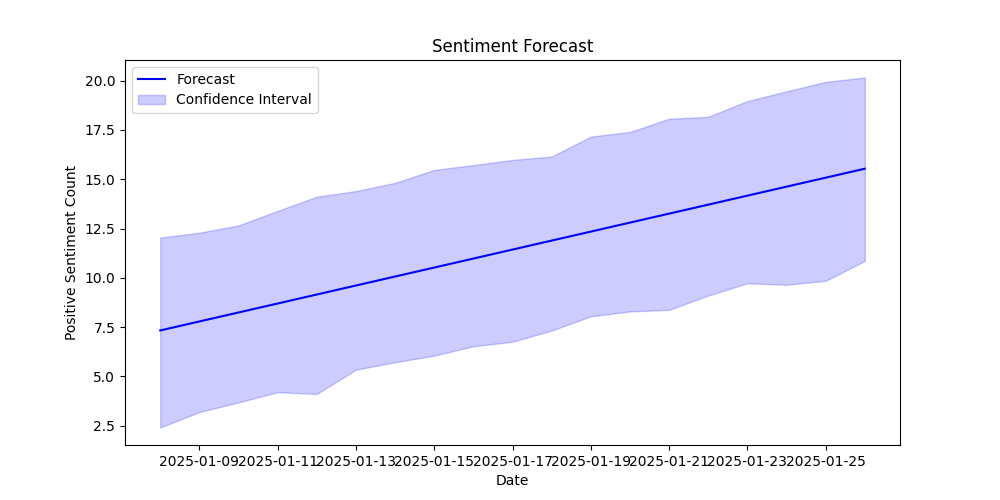 Sentiment Forecast
Forecast
Confidence Interval
Positive Sentiment Count
20.0
17.5
15.0
12.5
10.0
7.5
5.0
2.5
2025-01-09 2025-01-11 2025-01-13 2025-01-15 2025-01-17 2025-01-19 2025-01-21 2025-01-23 2025-01-25
Date